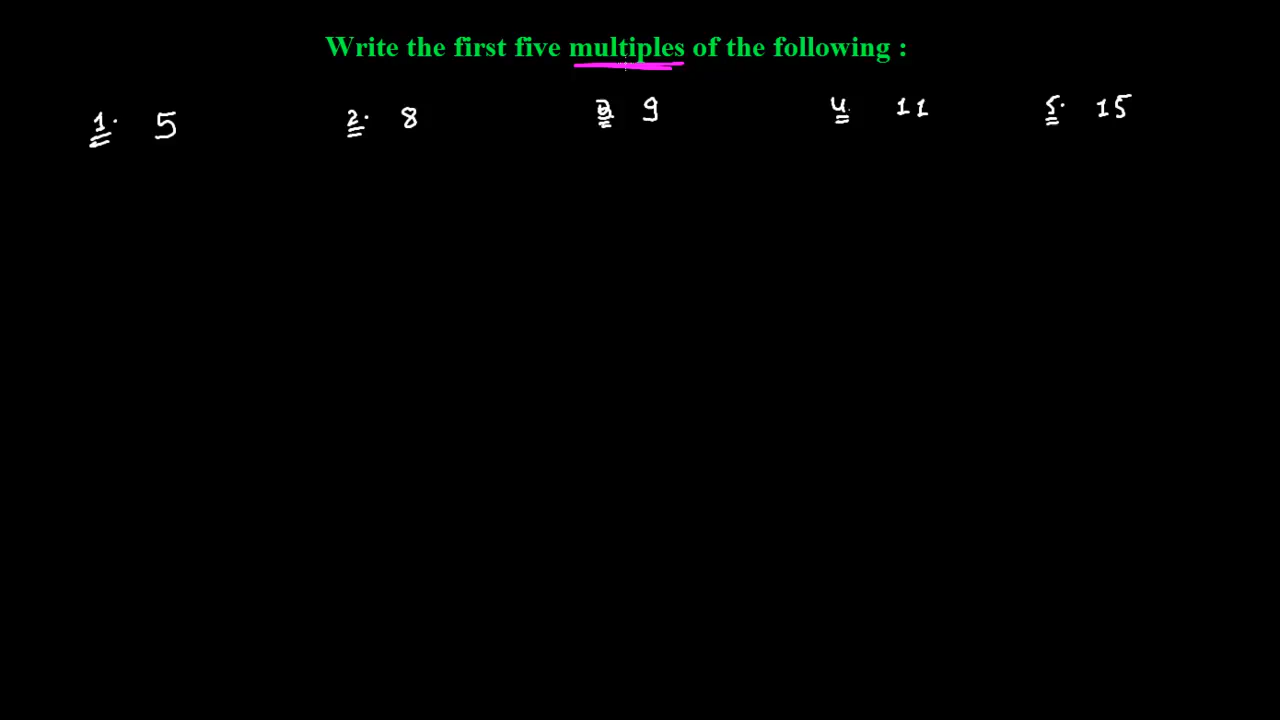 Write the first five multiples of the following :
1. 5 2. 8 3 9 4. 11 5. 15